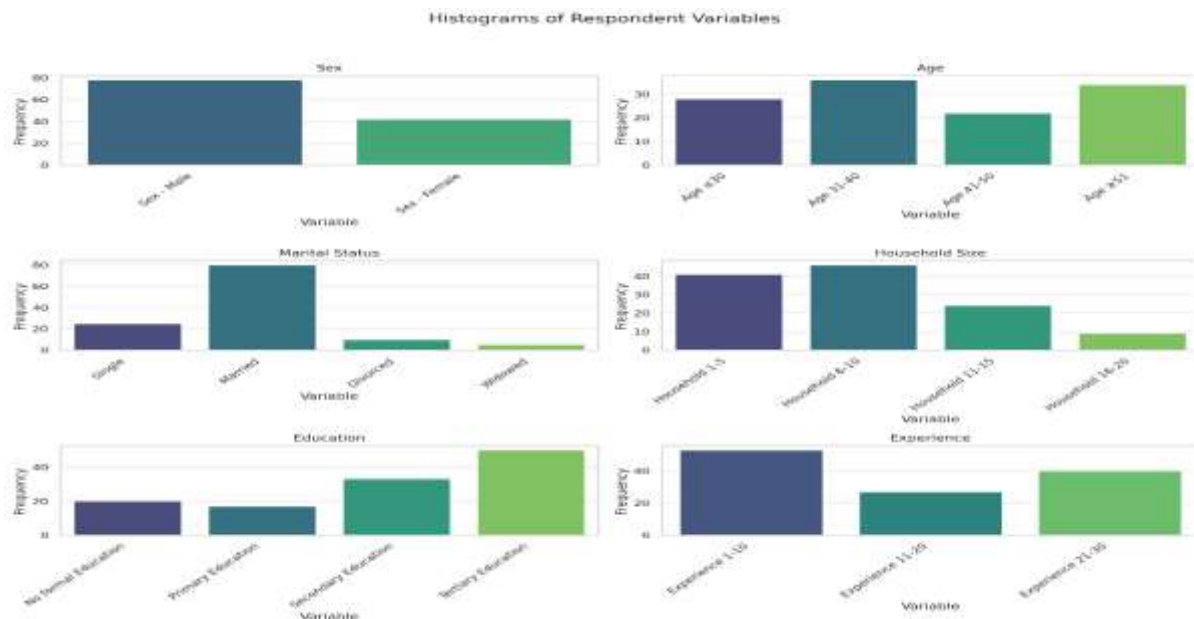 Histograms of Respondent Variables
Sex
Frequency
80
60
40
20
0
Sex - Male
Sex - Female
Variable
Age
Frequency
30
20
10
0
Age ≤30
Age 31-40
Age 41-50
Age ≥51
Variable
Marital Status
Frequency
80
60
40
20
0
Single
Married
Divorced
Widowed
Variable
Household Size
Frequency
40
30
20
10
0
Household 1-5
Household 6-10
Household 11-15
Household 16-20
Variable
Education
Frequency
40
20
0
No formal Education
Primary Education
Secondary Education
Tertiary Education
Variable
Experience
Frequency
40
20
0
Experience 1-10
Experience 11-20
Experience 21-30
Variable